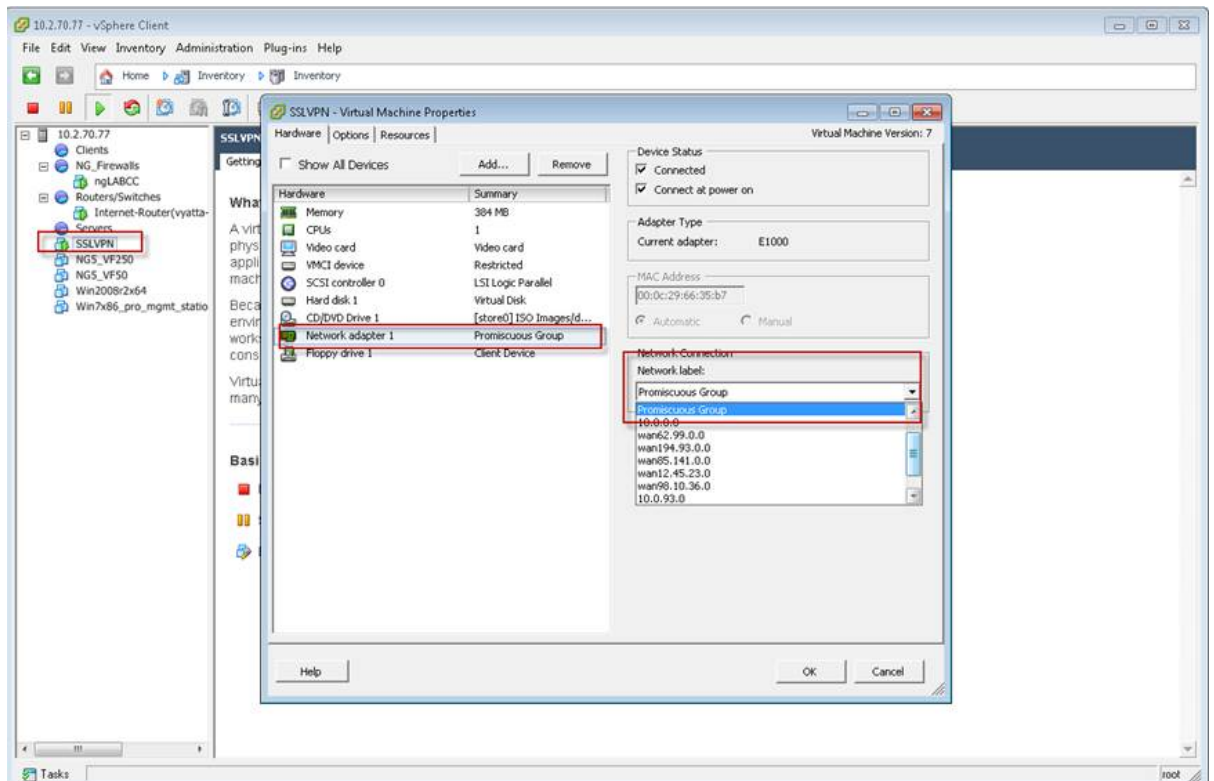 10.2.70.77 - vSphere Client
File Edit View Inventory Administration Plug-ins Help
Home Inventory Inventory
10.2.70.77
Clients
NG_Firewalls
ngLABCC
Routers/Switches
Internet-Router(vyatta-
Servers
SSLVPN
NG5_VF250
NG5_VF50
Win2008r2x64
Win7x86_pro_mgmt_statio
SSLVPN
Getting
Wha
A virt
phys
appli
mach
Beca
envir
work
cons
Virtu
many
Basi
SSLVPN - Virtual Machine Properties
Hardware Options Resources
Virtual Machine Version: 7
Show All Devices
Add...
Remove
Hardware Summary
Memory 384 MB
CPUs 1
Video card Video card
VMCI device Restricted
SCSI controller 0 LSI Logic Parallel
Hard disk 1 Virtual Disk
CD/DVD Drive 1 [store0] ISO Images/d...
Network adapter 1 Promiscuous Group
Floppy drive 1 Client Device
Device Status
Connected
Connect at power on
Adapter Type
Current adapter: E1000
MAC Address
00:0c:29:66:35:b7
Automatic Manual
Network Connection
Network label:
Promiscuous Group
Promiscuous Group
10.0.0.0
wan62.99.0.0
wan194.93.0.0
wan85.141.0.0
wan12.45.23.0
wan98.10.36.0
10.0.93.0
Help
OK
Cancel
Tasks
root